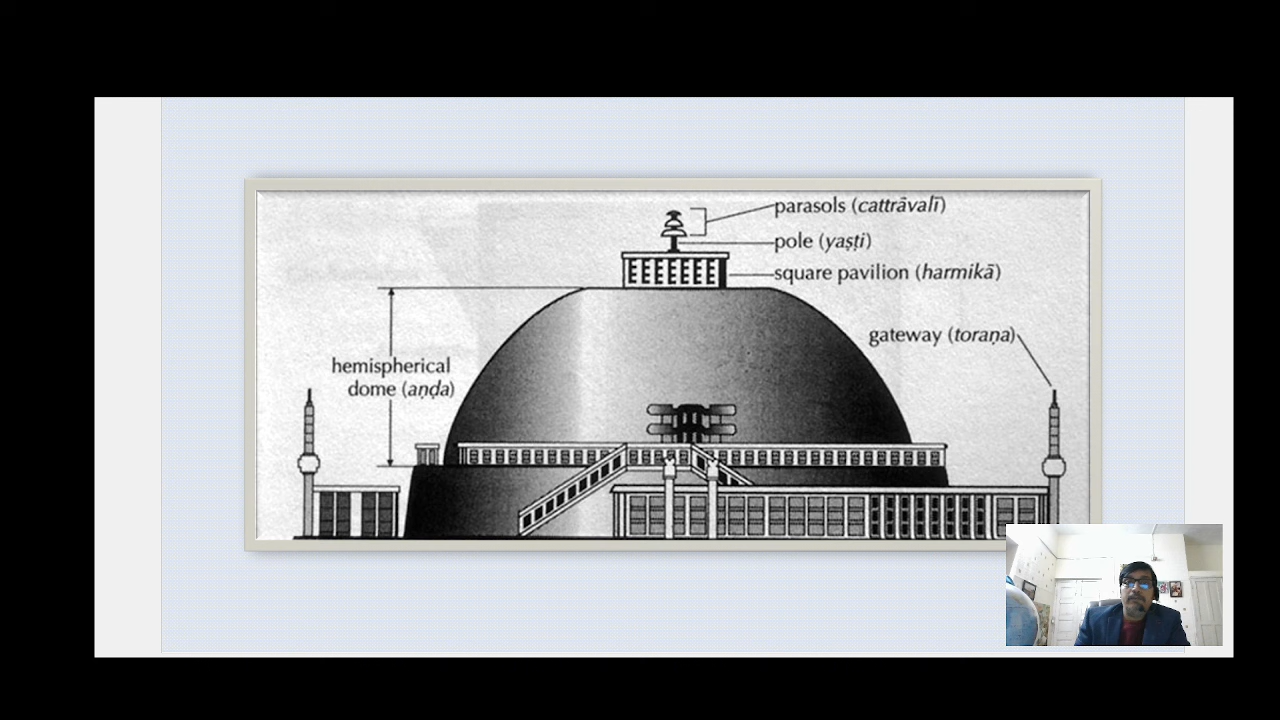 parasols (cattrāvalī)
pole (yaṣṭi)
square pavilion (harmikā)
gateway (toraṇa)
hemispherical
dome (aṇḍa)